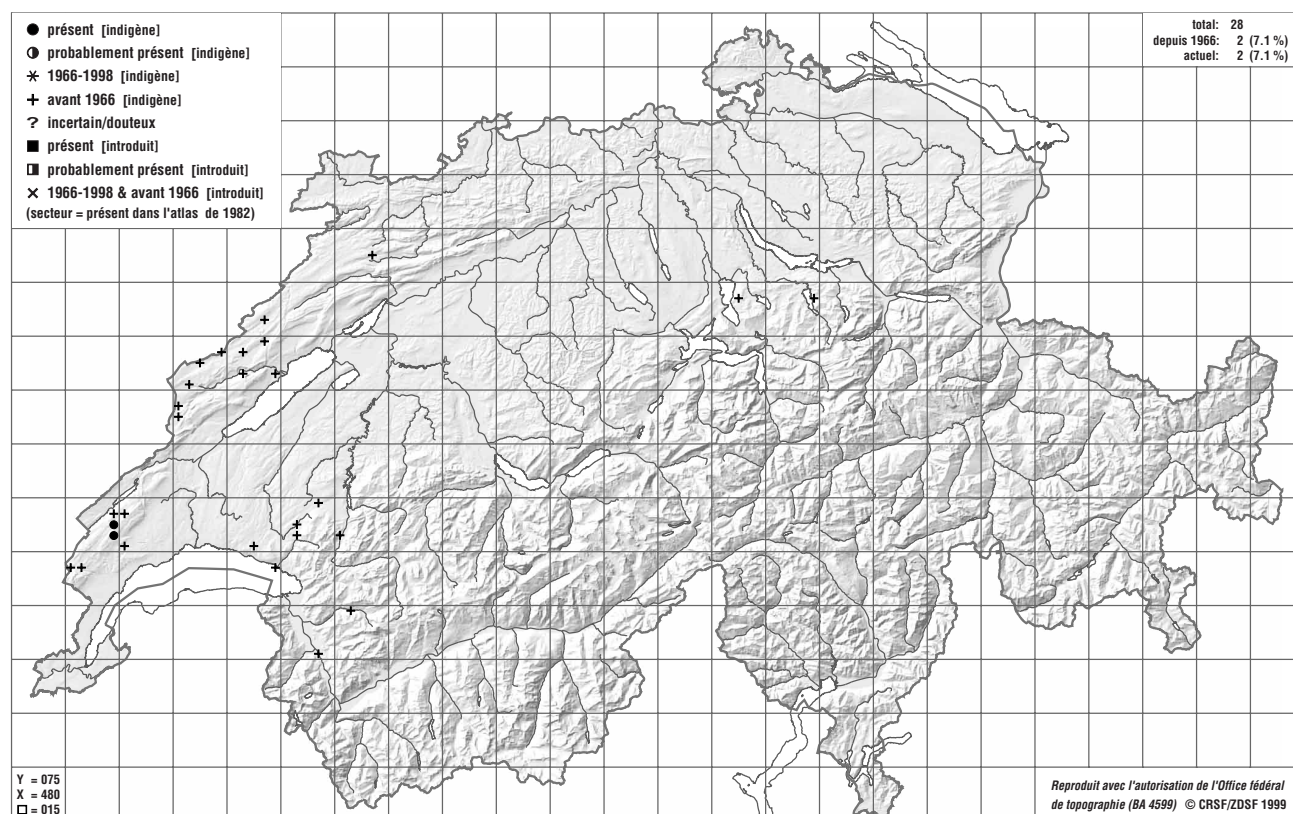 ● présent [indigène]
◑ probablement présent [indigène]
✳ 1966-1998 [indigène]
+ avant 1966 [indigène]
? incertain/douteux
■ présent [introduit]
◨ probablement présent [introduit]
✕ 1966-1998 & avant 1966 [introduit]
(secteur = présent dans l'atlas de 1982)
total: 28
depuis 1966: 2 (7.1 %)
actuel: 2 (7.1 %)
Y = 075
X = 480
□ = 015
Reproduit avec l'autorisation de l'Office fédéral
de topographie (BA 4599) © CRSF/ZDSF 1999